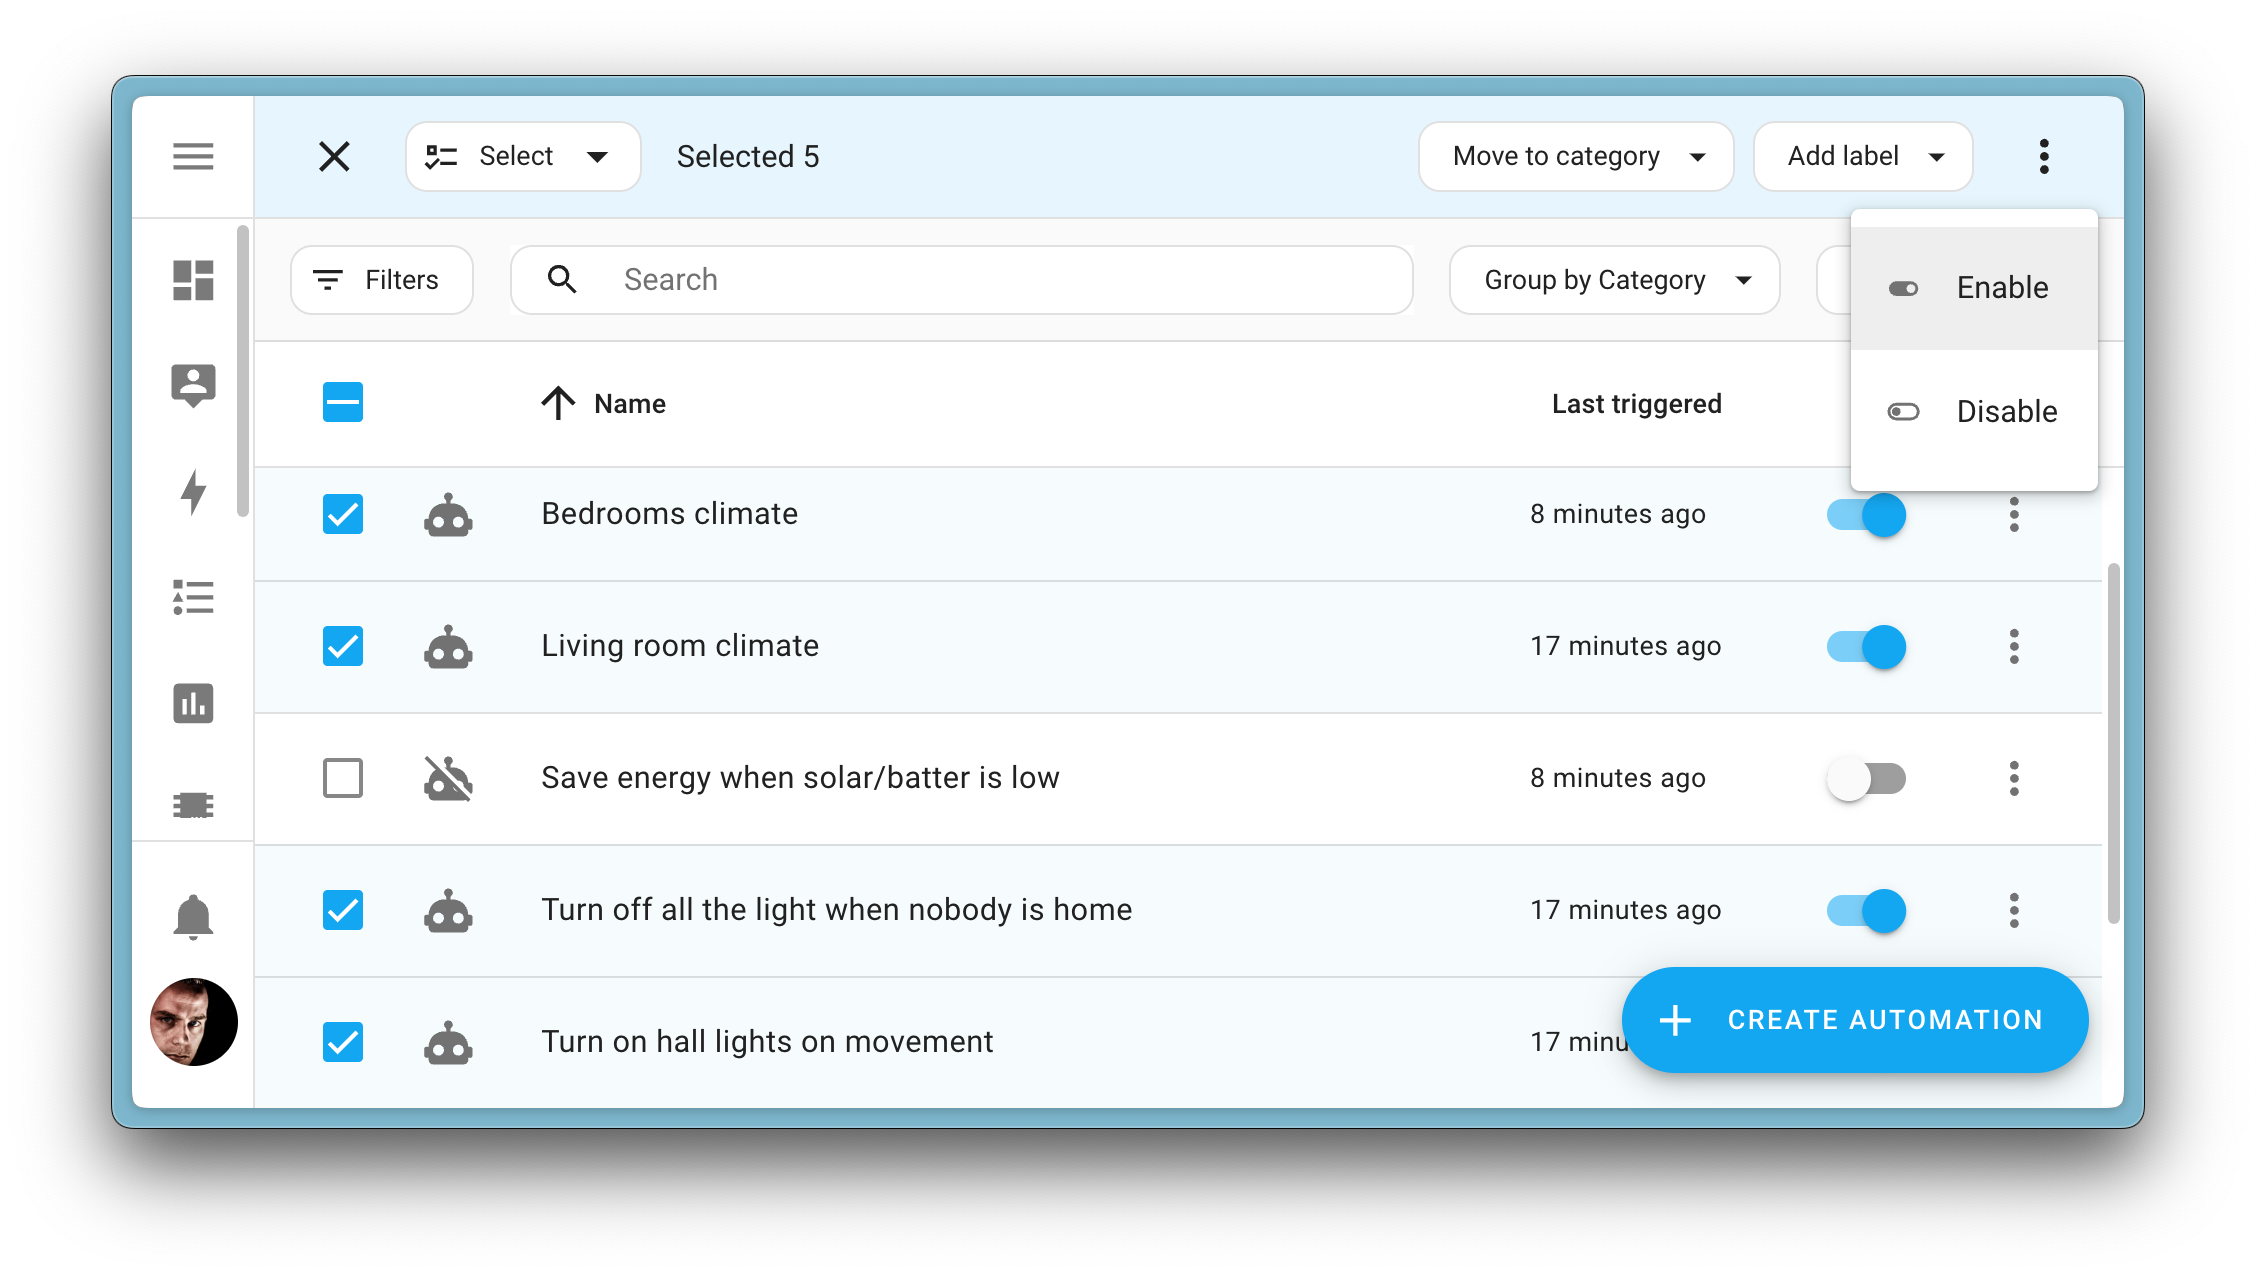 Select
Selected 5
Move to category
Add label
Filters
Search
Group by Category
Enable
Disable
Name
Last triggered
Bedrooms climate
8 minutes ago
Living room climate
17 minutes ago
Save energy when solar/batter is low
8 minutes ago
Turn off all the light when nobody is home
17 minutes ago
Turn on hall lights on movement
17 minu
CREATE AUTOMATION